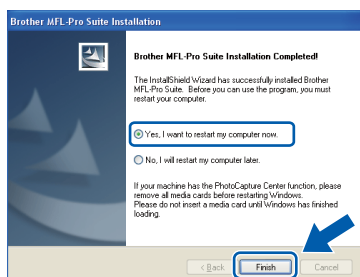 Brother MFL-Pro Suite Installation
Brother MFL-Pro Suite Installation Completed!
The InstallShield Wizard has successfully installed Brother
MFL-Pro Suite. Before you can use the program, you must
restart your computer.
Yes, I want to restart my computer now.
No, I will restart my computer later.
If your machine has the PhotoCapture Center function, please
remove all media cards before restarting Windows.
Please do not insert a media card until Windows has finished
loading.
< Back
Finish
Cancel